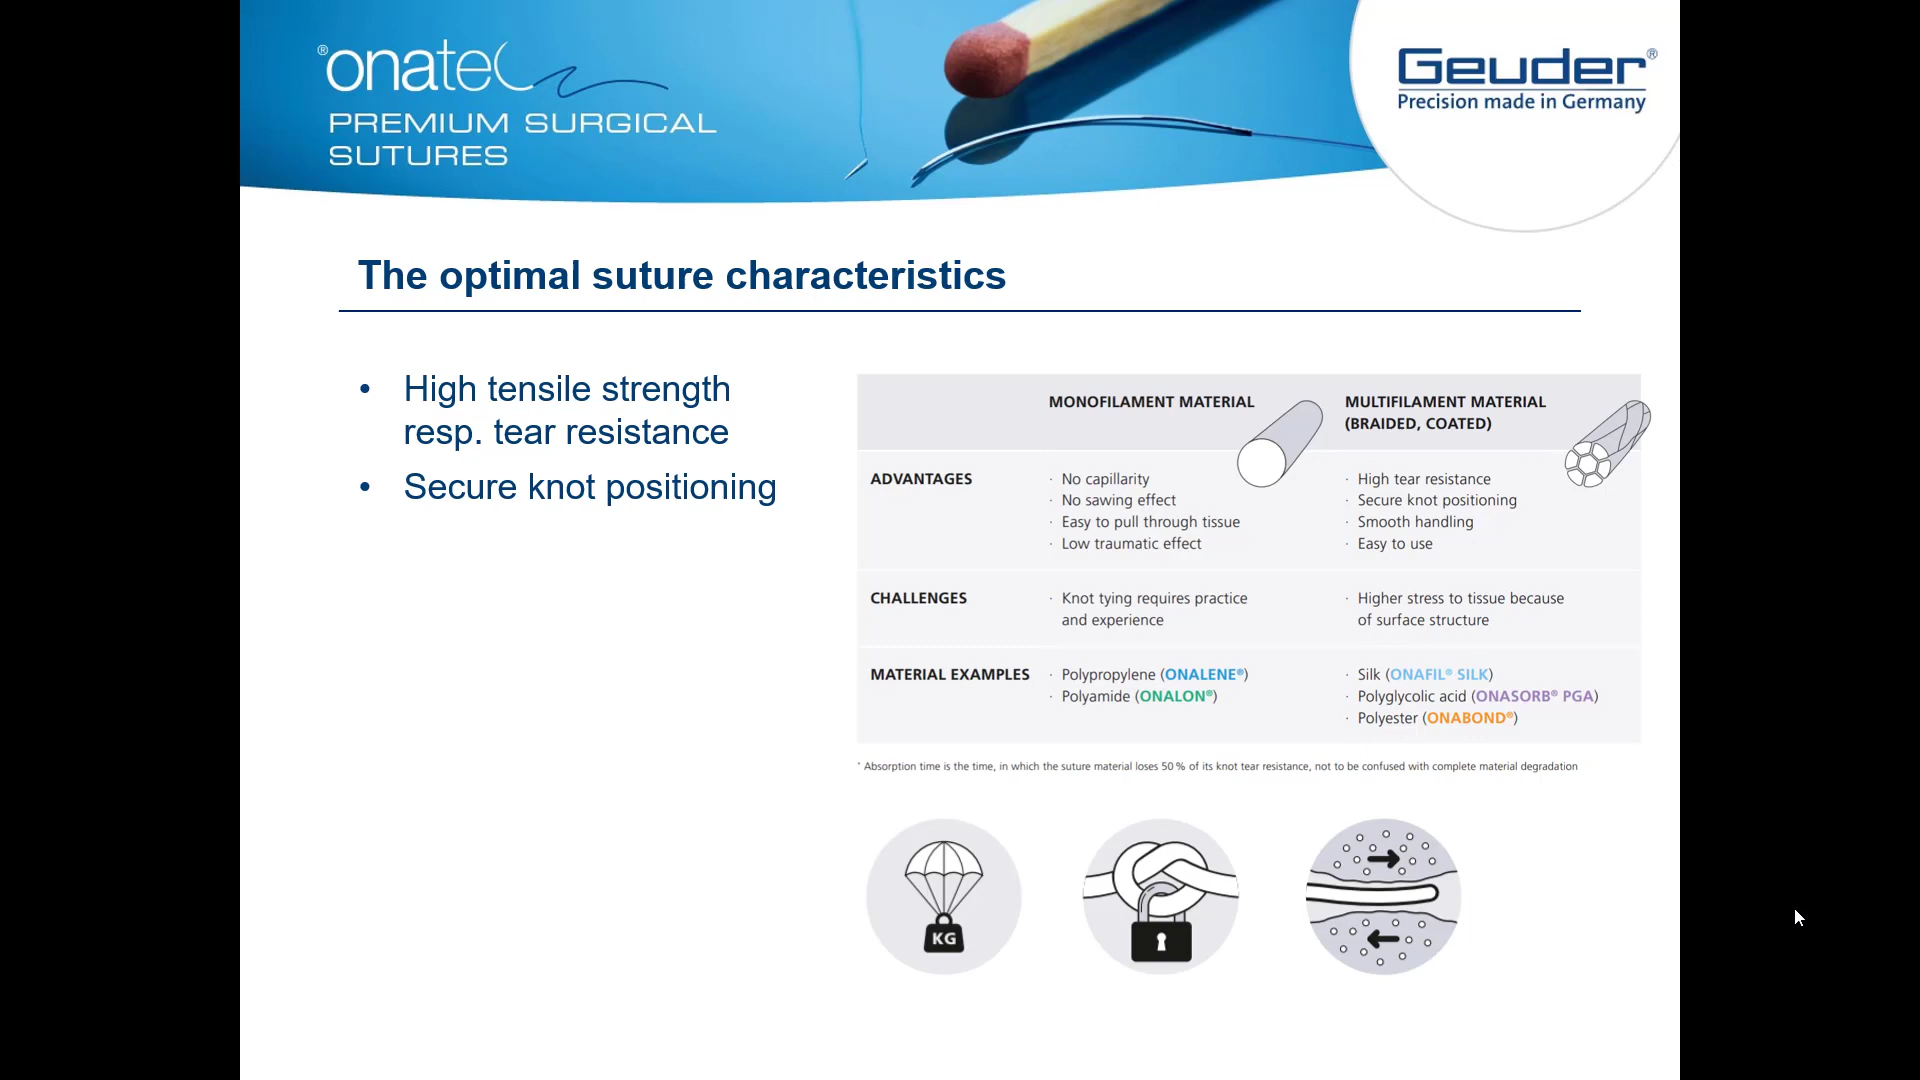 ®onatec
PREMIUM SURGICAL
SUTURES
Geuder®
Precision made in Germany
The optimal suture characteristics
• High tensile strength
resp. tear resistance
• Secure knot positioning
MONOFILAMENT MATERIAL
MULTIFILAMENT MATERIAL
(BRAIDED, COATED)
ADVANTAGES
· No capillarity
· No sawing effect
· Easy to pull through tissue
· Low traumatic effect
· High tear resistance
· Secure knot positioning
· Smooth handling
· Easy to use
CHALLENGES
· Knot tying requires practice
and experience
· Higher stress to tissue because
of surface structure
MATERIAL EXAMPLES
· Polypropylene (ONALENE®)
· Polyamide (ONALON®)
· Silk (ONAFIL® SILK)
· Polyglycolic acid (ONASORB® PGA)
· Polyester (ONABOND®)
* Absorption time is the time, in which the suture material loses 50 % of its knot tear resistance, not to be confused with complete material degradation
KG